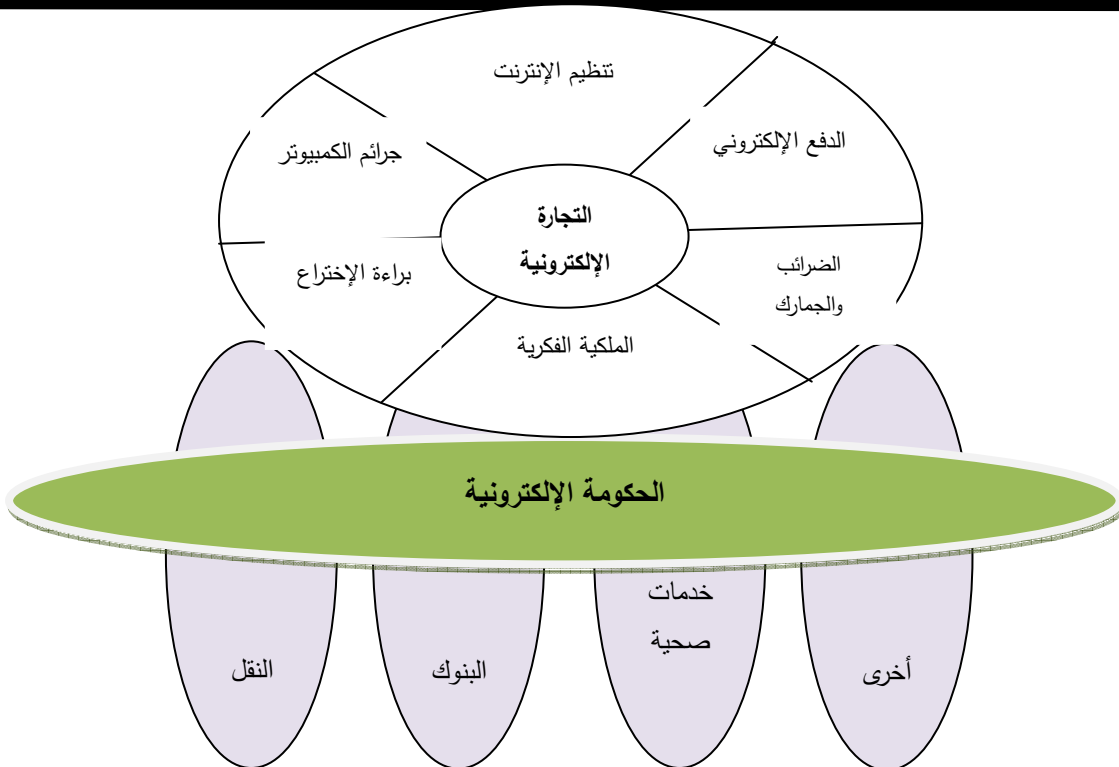 تنظيم الإنترنت
الدفع الإلكتروني
جرائم الكمبيوتر
التجارة
الإلكترونية
الضرائب
والجمارك
براءة الإختراع
الملكية الفكرية
الحكومة الإلكترونية
أخرى
خدمات
صحية
البنوك
النقل